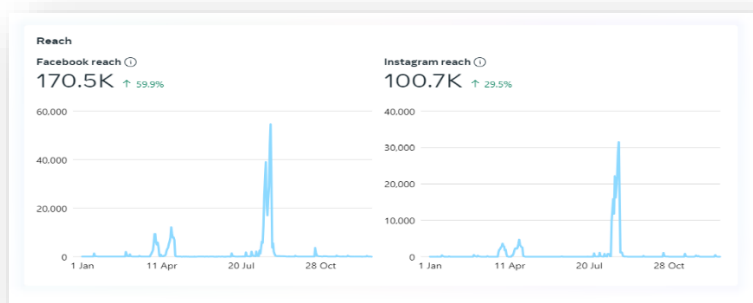 Reach
Facebook reach
170.5K ↑ 59.9%
60.000
40.000
20.000
0
1 Jan 11 Apr 20 Jul 28 Oct
Instagram reach
100.7K ↑ 29.5%
40.000
30.000
20.000
10.000
0
1 Jan 11 Apr 20 Jul 28 Oct